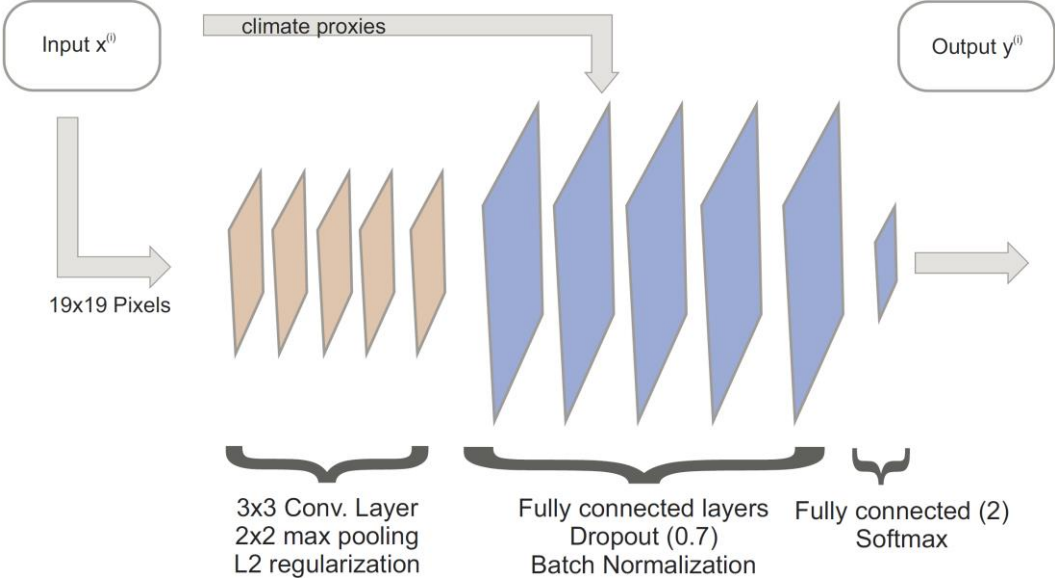 Input x⁽ⁱ⁾
climate proxies
Output y⁽ⁱ⁾
19x19 Pixels
3x3 Conv. Layer
2x2 max pooling
L2 regularization
Fully connected layers
Dropout (0.7)
Batch Normalization
Fully connected (2)
Softmax